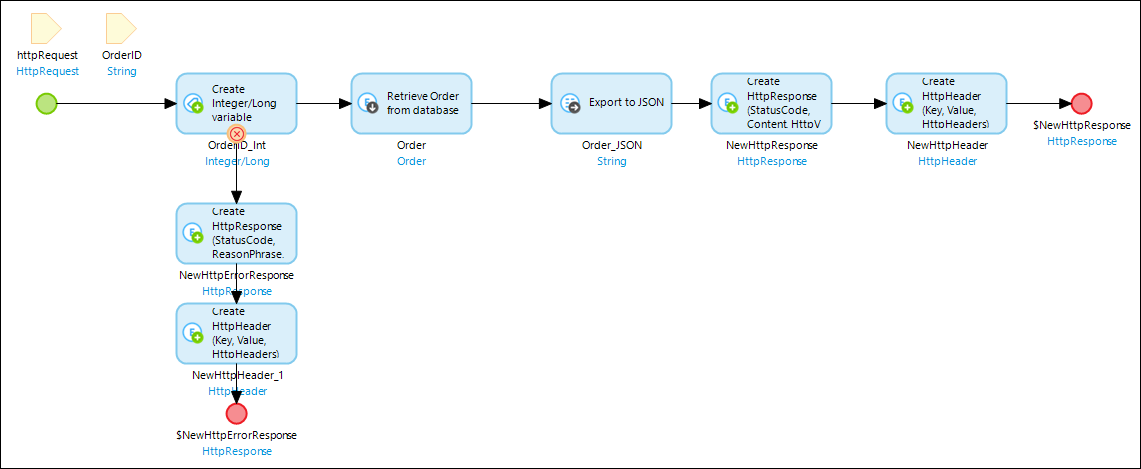 httpRequest
HttpRequest
OrderID
String
Create
Integer/Long
variable
OrderID_Int
Integer/Long
Retrieve Order
from database
Order
Order
Export to JSON
Order_JSON
String
Create
HttpResponse
(StatusCode,
Content, HttpV
NewHttpResponse
HttpResponse
Create
HttpHeader
(Key, Value,
HttpHeaders)
NewHttpHeader
HttpHeader
$NewHttpResponse
HttpResponse
Create
HttpResponse
(StatusCode,
ReasonPhrase,
NewHttpErrorResponse
HttpResponse
Create
HttpHeader
(Key, Value,
HttpHeaders)
NewHttpHeader_1
HttpHeader
$NewHttpErrorResponse
HttpResponse